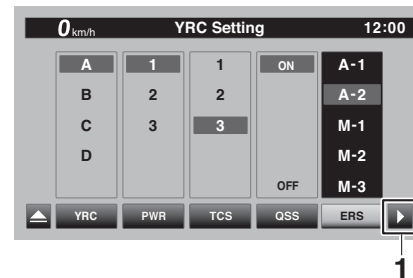 0 km/h YRC Setting 12:00
A 1 1 ON A-1
B 2 2 A-2
C 3 3 M-1
D M-2
OFF M-3
YRC PWR TCS QSS ERS
1